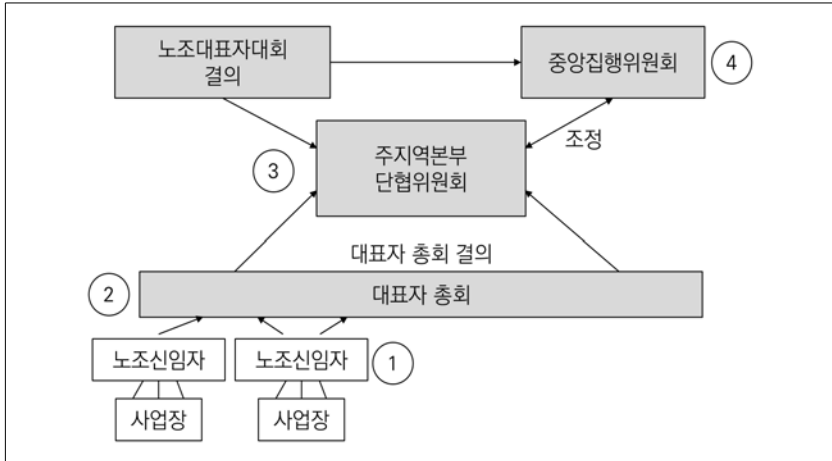 노조대표자대회
결의
중앙집행위원회
4
조정
3
주지역본부
단협위원회
대표자 총회 결의
2
대표자 총회
노조신임자
노조신임자
1
사업장
사업장